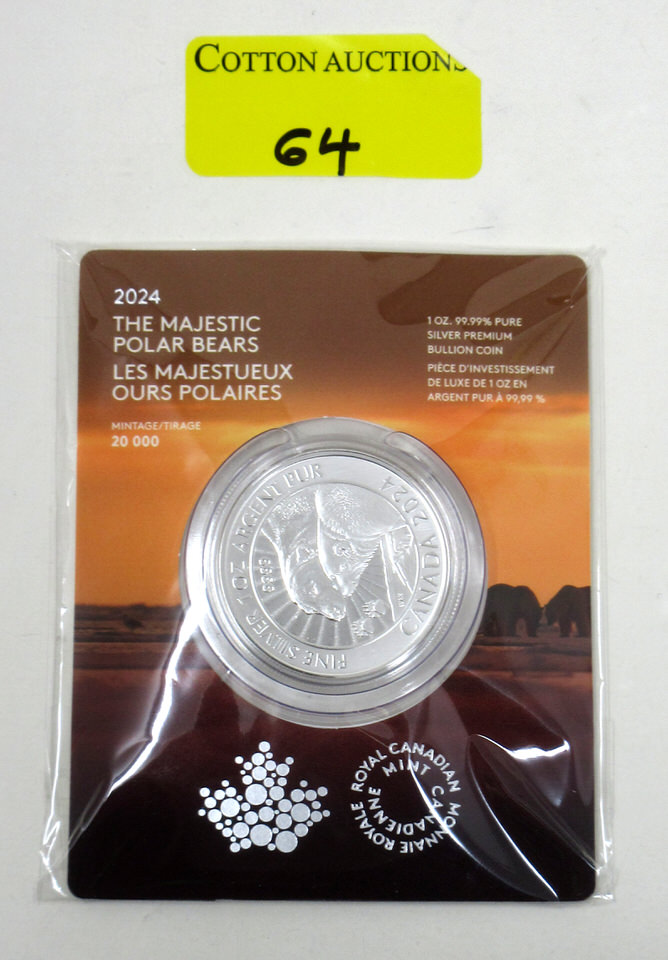 COTTON AUCTIONS
64
2024
THE MAJESTIC
POLAR BEARS
LES MAJESTUEUX
OURS POLAIRES
MINTAGE/TIRAGE
20 000
1 OZ. 99.99% PURE
SILVER PREMIUM
BULLION COIN
PIÈCE D'INVESTISSEMENT
DE LUXE DE 1 OZ EN
ARGENT PUR À 99,99 %
FINE SILVER 1 OZ ARGENT PUR
9999
CANADA 2024
ROYAL CANADIAN MINT
MONNAIE ROYALE CANADIENNE